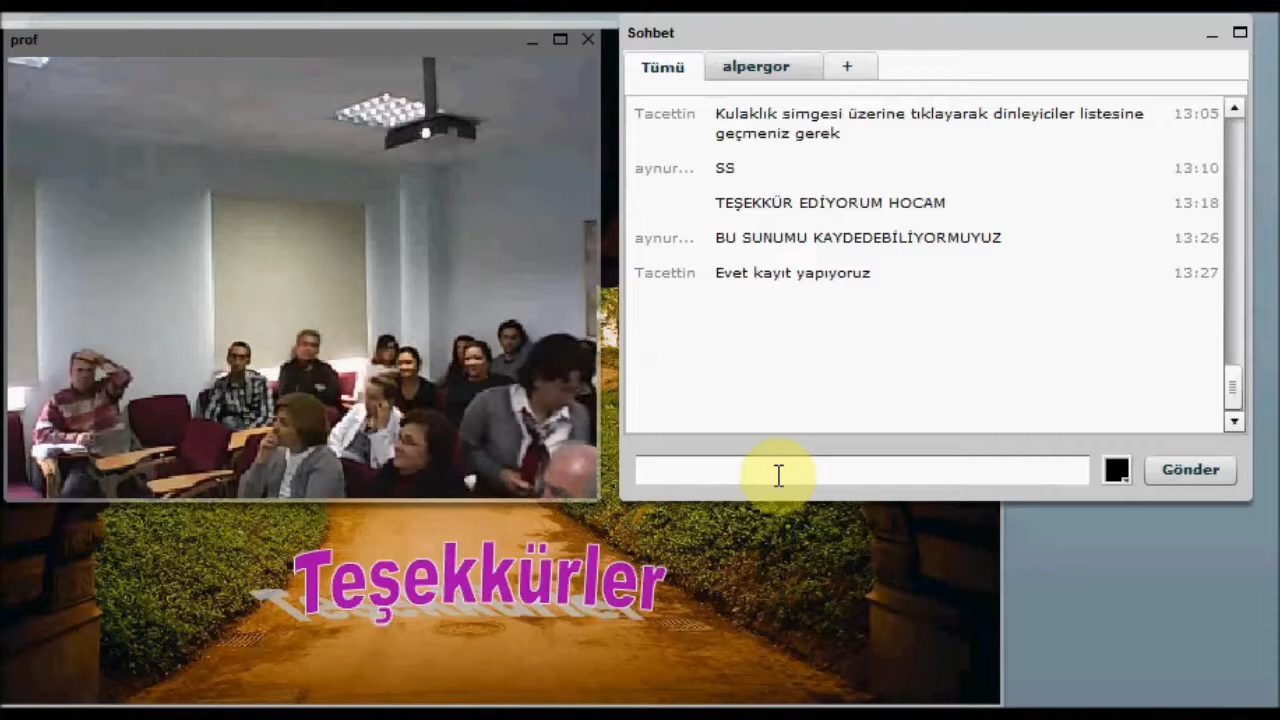 prof
Sohbet
Tümü
alpergor
+
Tacettin Kulaklık simgesi üzerine tıklayarak dinleyiciler listesine 13:05
geçmeniz gerek
aynur... SS 13:10
TEŞEKKÜR EDİYORUM HOCAM 13:18
aynur... BU SUNUMU KAYDEDEBİLİYORMUYUZ 13:26
Tacettin Evet kayıt yapıyoruz 13:27
Gönder
Teşekkürler